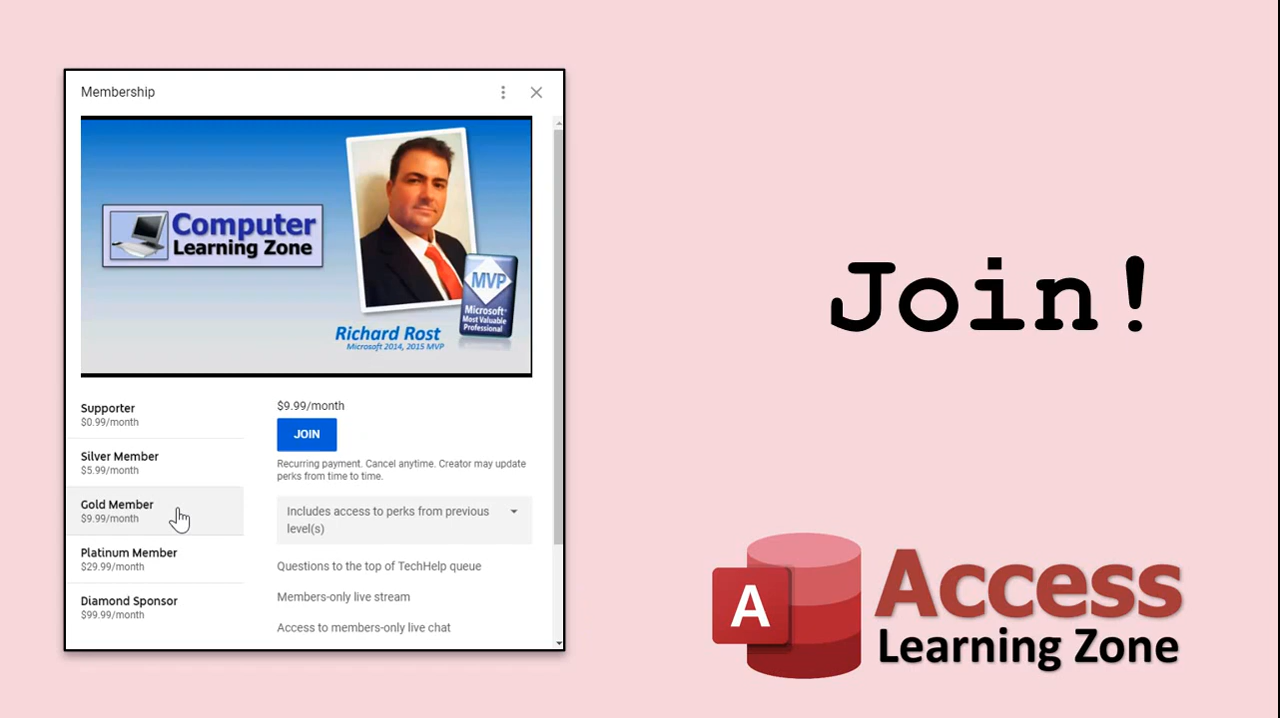 Membership
Computer
Learning Zone
MVP
Microsoft®
Most Valuable
Professional
Richard Rost
Microsoft 2014, 2015 MVP
Supporter
$0.99/month
Silver Member
$5.99/month
Gold Member
$9.99/month
Platinum Member
$29.99/month
Diamond Sponsor
$99.99/month
$9.99/month
JOIN
Recurring payment. Cancel anytime. Creator may update
perks from time to time.
Includes access to perks from previous
level(s)
Questions to the top of TechHelp queue
Members-only live stream
Access to members-only live chat
Join!
A
Access
Learning Zone